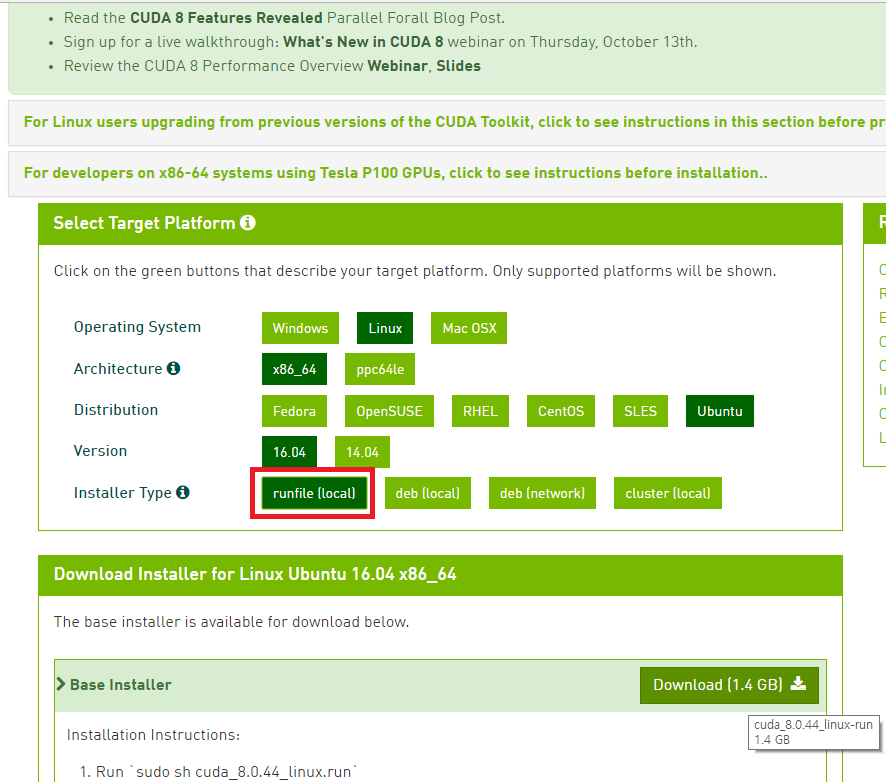 Read the CUDA 8 Features Revealed Parallel Forall Blog Post.
Sign up for a live walkthrough: What's New in CUDA 8 webinar on Thursday, October 13th.
Review the CUDA 8 Performance Overview Webinar, Slides
For Linux users upgrading from previous versions of the CUDA Toolkit, click to see instructions in this section before pr
For developers on x86-64 systems using Tesla P100 GPUs, click to see instructions before installation..
Select Target Platform
Click on the green buttons that describe your target platform. Only supported platforms will be shown.
Operating System Windows Linux Mac OSX
Architecture x86_64 ppc64le
Distribution Fedora OpenSUSE RHEL CentOS SLES Ubuntu
Version 16.04 14.04
Installer Type runfile (local) deb (local) deb (network) cluster (local)
Download Installer for Linux Ubuntu 16.04 x86_64
The base installer is available for download below.
Base Installer Download (1.4 GB)
cuda_8.0.44_linux-run
1.4 GB
Installation Instructions:
1. Run `sudo sh cuda_8.0.44_linux.run`